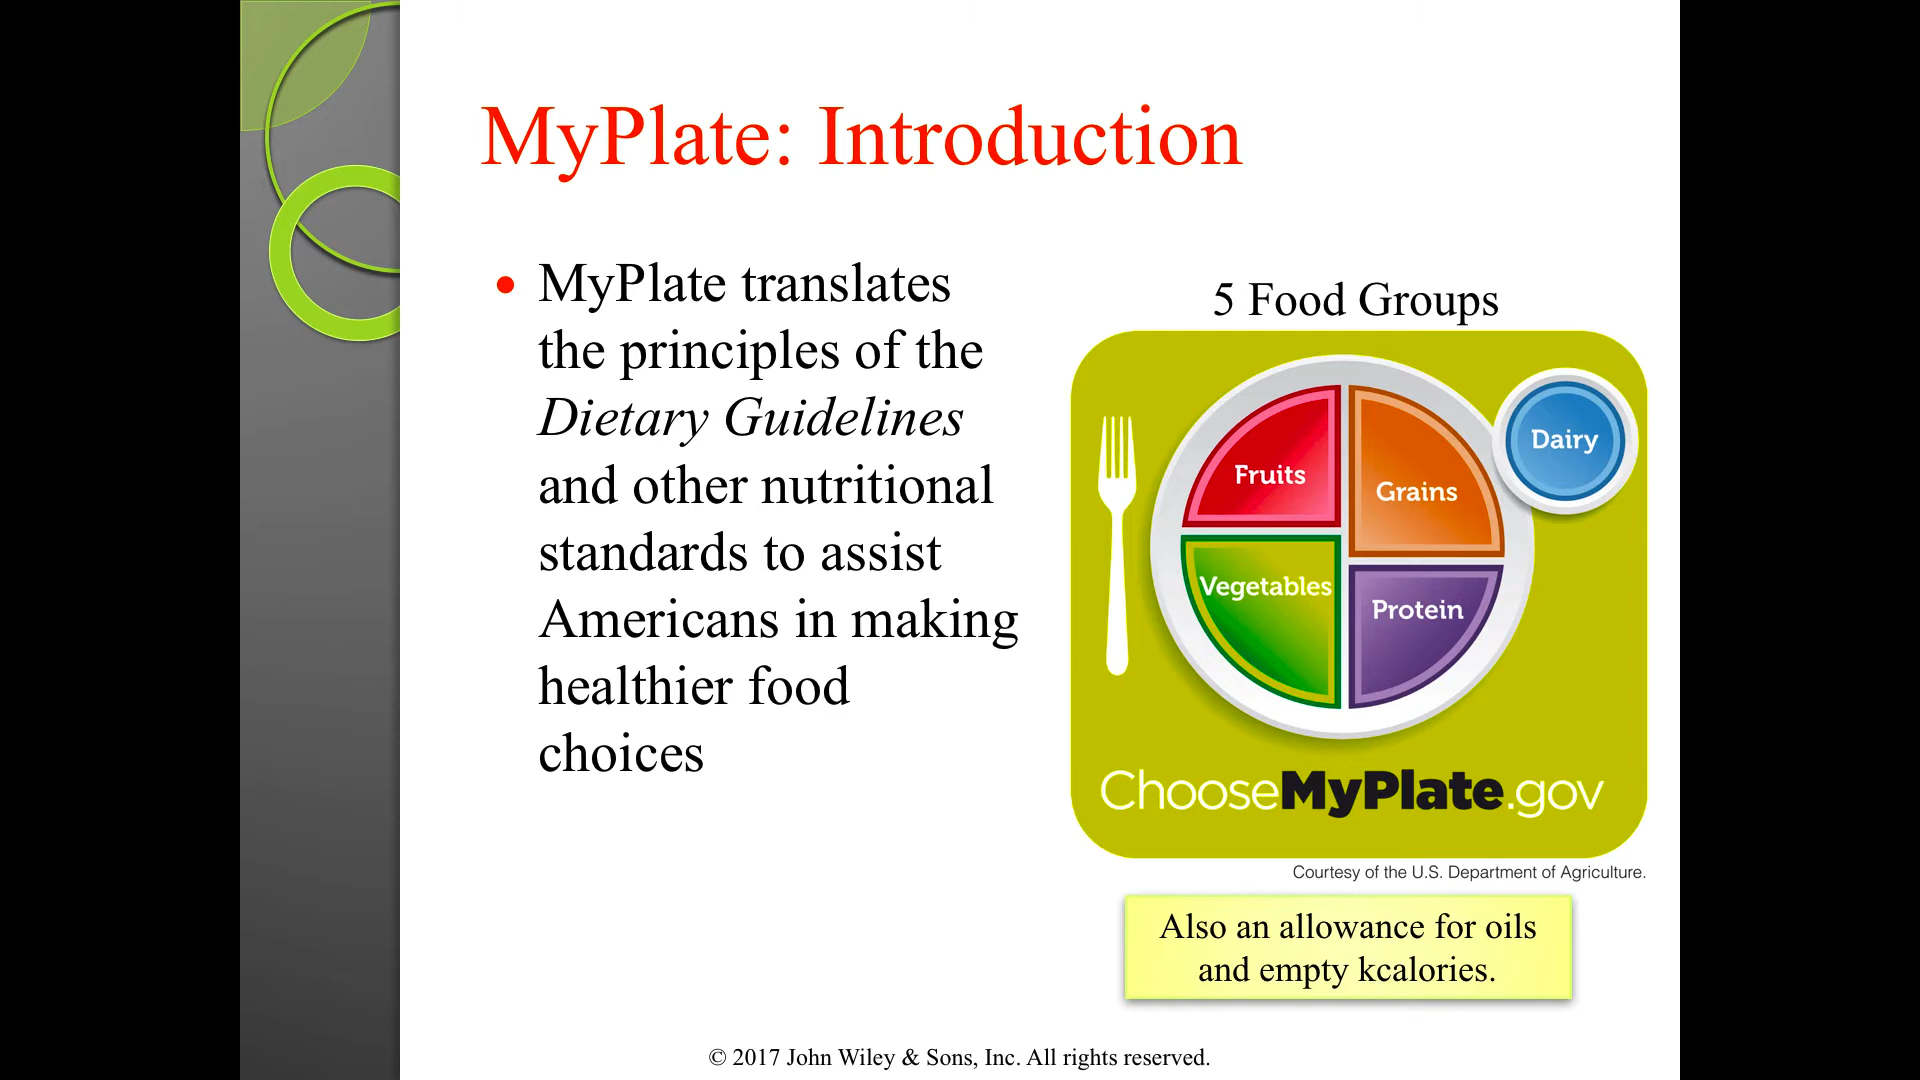 MyPlate: Introduction
• MyPlate translates
the principles of the
Dietary Guidelines
and other nutritional
standards to assist
Americans in making
healthier food
choices
5 Food Groups
Dairy
Fruits
Grains
Vegetables
Protein
ChooseMyPlate.gov
Courtesy of the U.S. Department of Agriculture.
Also an allowance for oils
and empty kcalories.
© 2017 John Wiley & Sons, Inc. All rights reserved.